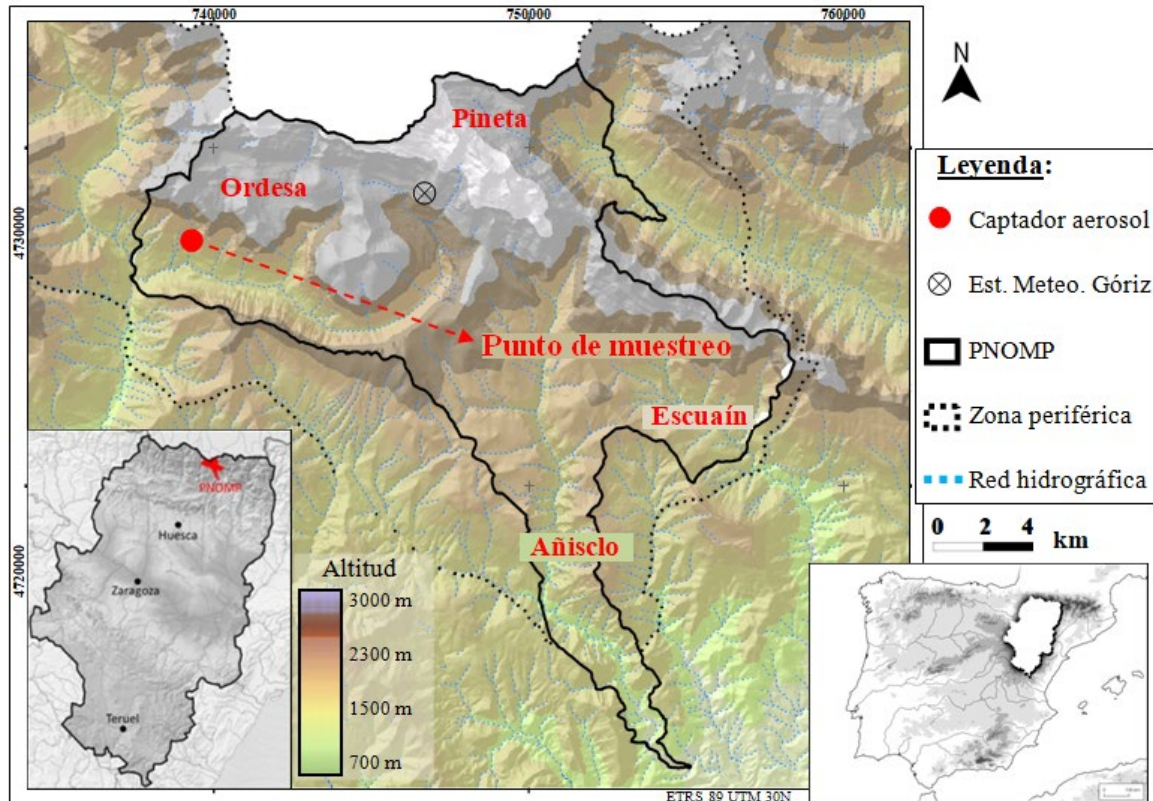 740000 750000 760000
N
Pineta
Ordesa
4730000
Punto de muestreo
Escuaín
Añisclo
4720000
Leyenda:
Captador aerosol
Est. Meteo. Góriz
PNOMP
Zona periférica
Red hidrográfica
0 2 4 km
PNOMP
Huesca
Zaragoza
Teruel
Altitud
3000 m
2300 m
1500 m
700 m
ETRS 89 UTM 30N